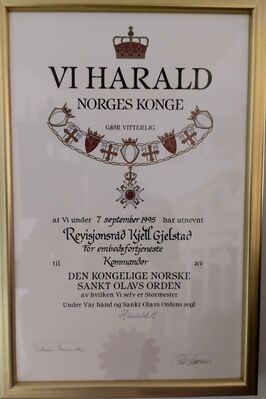 VI HARALD
NORGES KONGE
GJØR VITTERLIG
at Vi under 7 september 1995 har utnevnt
Revisjonsråd Kjell Gjelstad
For embedsfortjeneste
til Kommandør av
DEN KONGELIGE NORSKE
SANKT OLAVS ORDEN
av hvilken Vi selv er Stormester
Under Vår hånd og Sankt Olavs Ordens segl
Harald R